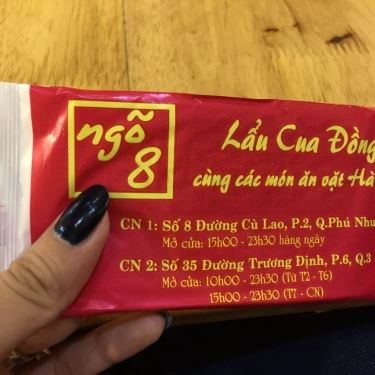 ngõ
8
Lẩu Cua Đồng
cùng các món ăn vặt Hà
CN 1: Số 8 Đường Cù Lao, P.2, Q.Phú Nhu
Mở cửa: 15h00 - 23h30 hàng ngày
CN 2: Số 35 Đường Trương Định, P.6, Q.3
Mở cửa: 10h00 - 23h30 (Từ T2 - T6)
15h00 - 23h30 (T7 - CN)